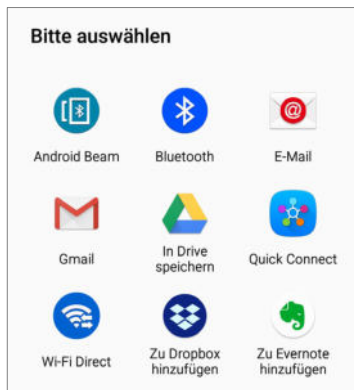 Bitte auswählen
Android Beam
Bluetooth
@
E-Mail
Gmail
In Drive
speichern
Quick Connect
Wi-Fi Direct
Zu Dropbox
hinzufügen
Zu Evernote
hinzufügen